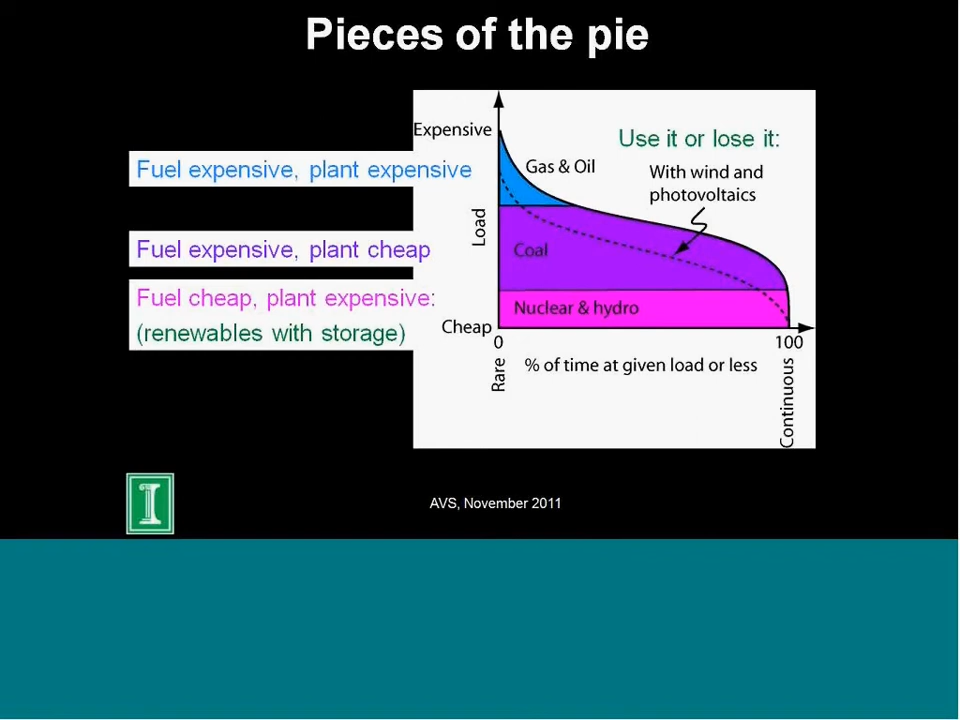 Pieces of the pie
Fuel expensive, plant expensive
Fuel expensive, plant cheap
Fuel cheap, plant expensive:
(renewables with storage)
Expensive
Use it or lose it:
Gas & Oil
With wind and
photovoltaics
Load
Coal
Nuclear & hydro
Cheap
0
100
Rare
% of time at given load or less
Continuous
I
AVS, November 2011